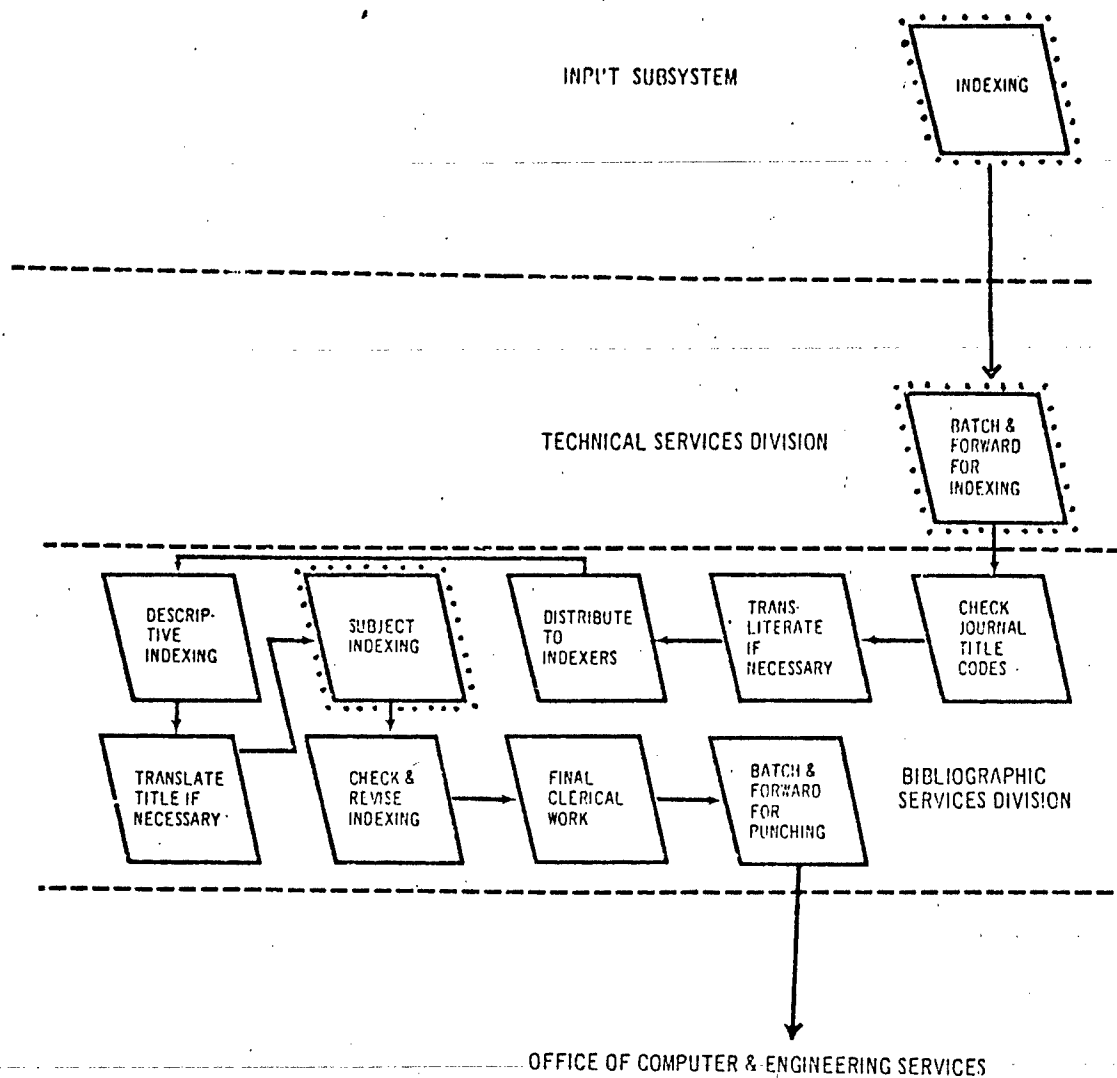 INPUT SUBSYSTEM
INDEXING
TECHNICAL SERVICES DIVISION
BATCH &
FORWARD
FOR
INDEXING
DESCRIP-
TIVE
INDEXING
SUBJECT
INDEXING
DISTRIBUTE
TO
INDEXERS
TRANS-
LITERATE
IF
NECESSARY
CHECK
JOURNAL
TITLE
CODES
TRANSLATE
TITLE IF
NECESSARY
CHECK &
REVISE
INDEXING
FINAL
CLERICAL
WORK
BATCH &
FORWARD
FOR
PUNCHING
BIBLIOGRAPHIC
SERVICES DIVISION
OFFICE OF COMPUTER & ENGINEERING SERVICES